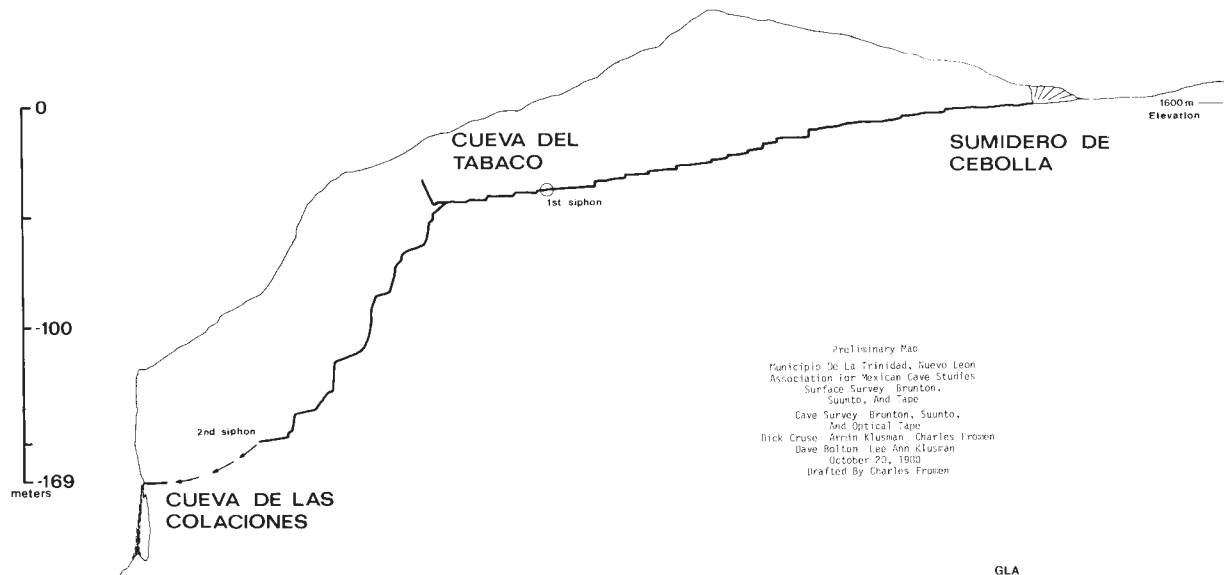 0
-100
-169
meters
CUEVA DEL
TABACO
1st siphon
SUMIDERO DE
CEBOLLA
1600 m
Elevation
2nd siphon
CUEVA DE LAS
COLACIONES
Preliminary Map
Municipio De La Trinidad, Nuevo Leon
Association for Mexican Cave Studies
Surface Survey Brunton,
Suunto, And Tape
Cave Survey Brunton, Suunto,
And Optical Tape
Dick Cruse Armin Klusman Charles Fromen
Dave Bolton Lee Ann Klusman
October 20, 1980
Drafted By Charles Fromen
GLA